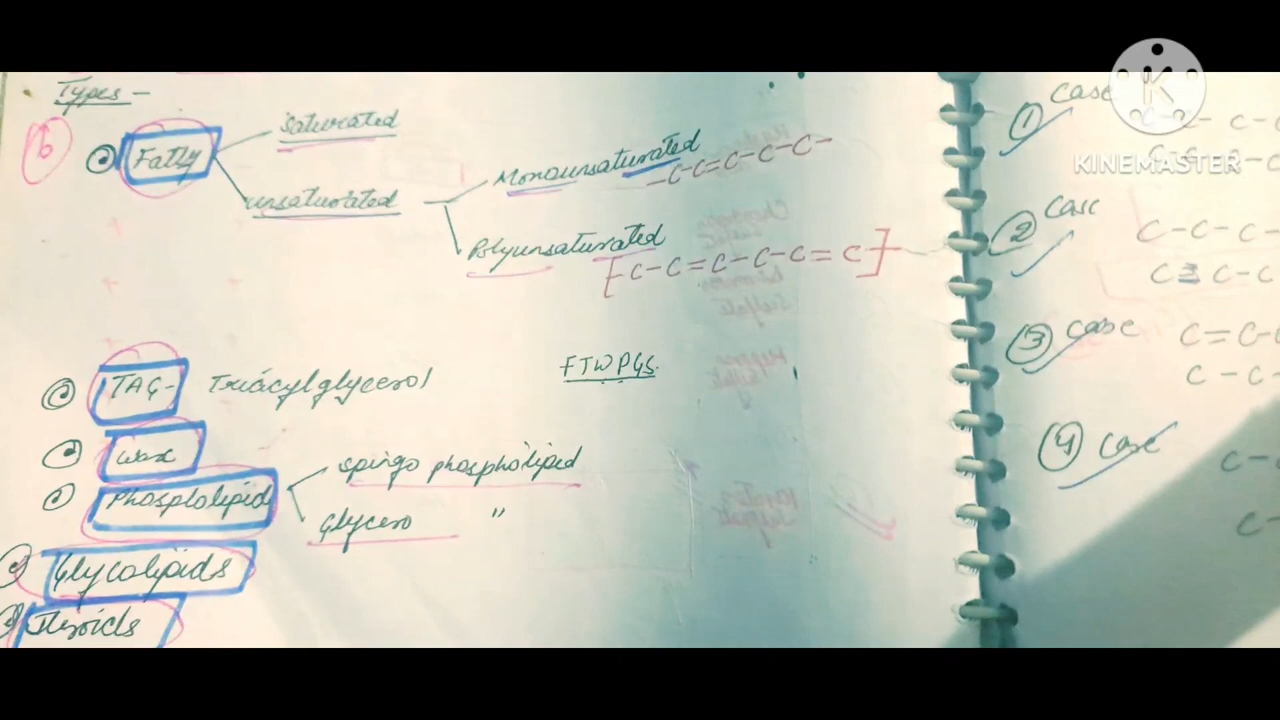 Types -
6
Fatty
Saturated
unsaturated
Monounsaturated
-C-C=C-C-C-
Polyunsaturated
[C-C=C-C-C=C]
FTWPGS
TAG- Triacylglycerol
Wax
Phospholipid
spingo phospholipid
Glycero "
Glycolipids
Steroids
① Case
C-C-
② Case
C-C-C-
C-C
③ Case
C=C-
C-C-
④ Case
C-
C-
KINEMASTER